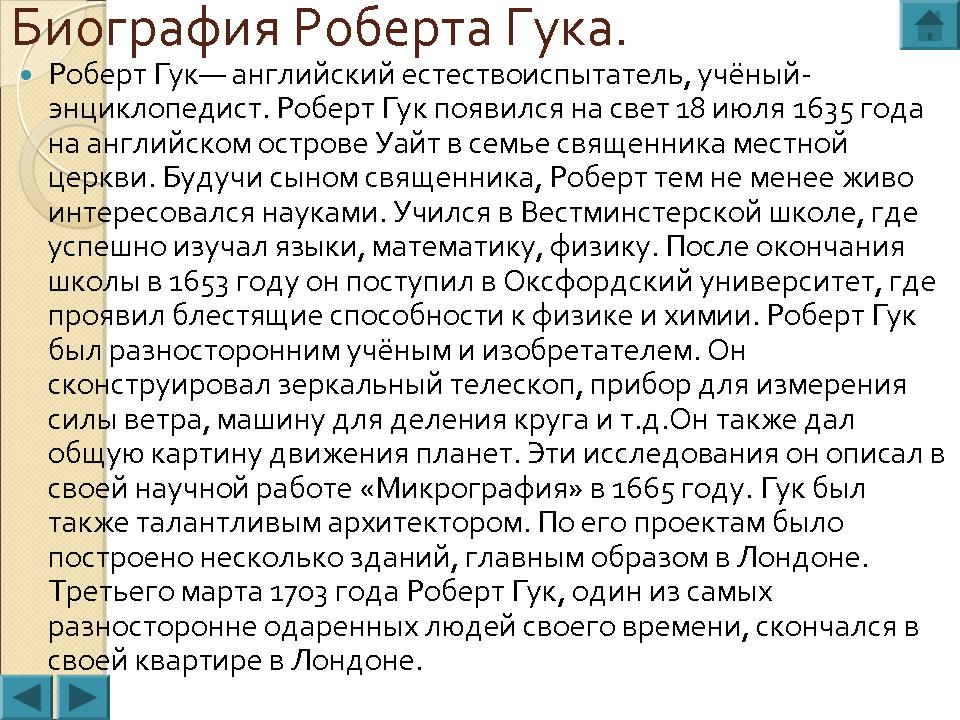 Биография Роберта Гука.
Роберт Гук— английский естествоиспытатель, учёный-
энциклопедист. Роберт Гук появился на свет 18 июля 1635 года
на английском острове Уайт в семье священника местной
церкви. Будучи сыном священника, Роберт тем не менее живо
интересовался науками. Учился в Вестминстерской школе, где
успешно изучал языки, математику, физику. После окончания
школы в 1653 году он поступил в Оксфордский университет, где
проявил блестящие способности к физике и химии. Роберт Гук
был разносторонним учёным и изобретателем. Он
сконструировал зеркальный телескоп, прибор для измерения
силы ветра, машину для деления круга и т.д.Он также дал
общую картину движения планет. Эти исследования он описал в
своей научной работе «Микрография» в 1665 году. Гук был
также талантливым архитектором. По его проектам было
построено несколько зданий, главным образом в Лондоне.
Третьего марта 1703 года Роберт Гук, один из самых
разносторонне одаренных людей своего времени, скончался в
своей квартире в Лондоне.